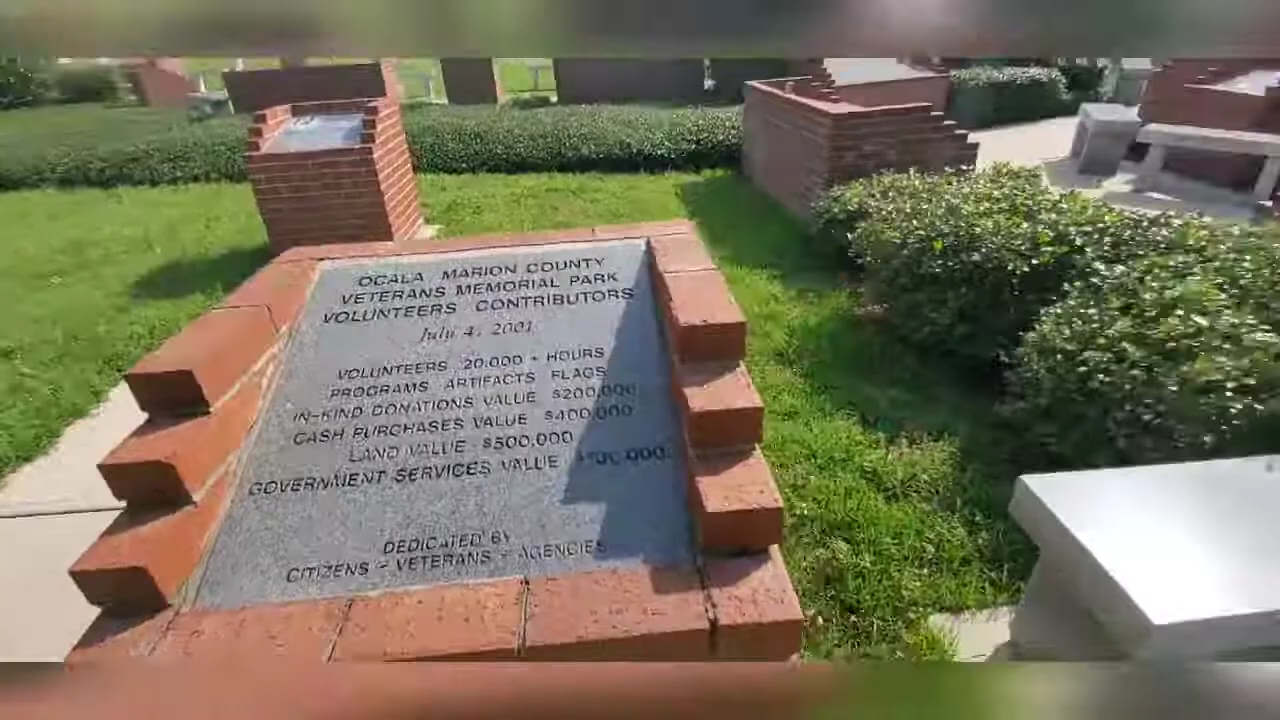 OCALA MARION COUNTY
VETERANS MEMORIAL PARK
VOLUNTEERS CONTRIBUTORS
July 4, 2001
VOLUNTEERS 20,000 + HOURS
PROGRAMS ARTIFACTS FLAGS
IN-KIND DONATIONS VALUE $200,000
CASH PURCHASES VALUE $400,000
LAND VALUE $500,000
GOVERNMENT SERVICES VALUE
DEDICATED BY
CITIZENS - VETERANS - AGENCIES